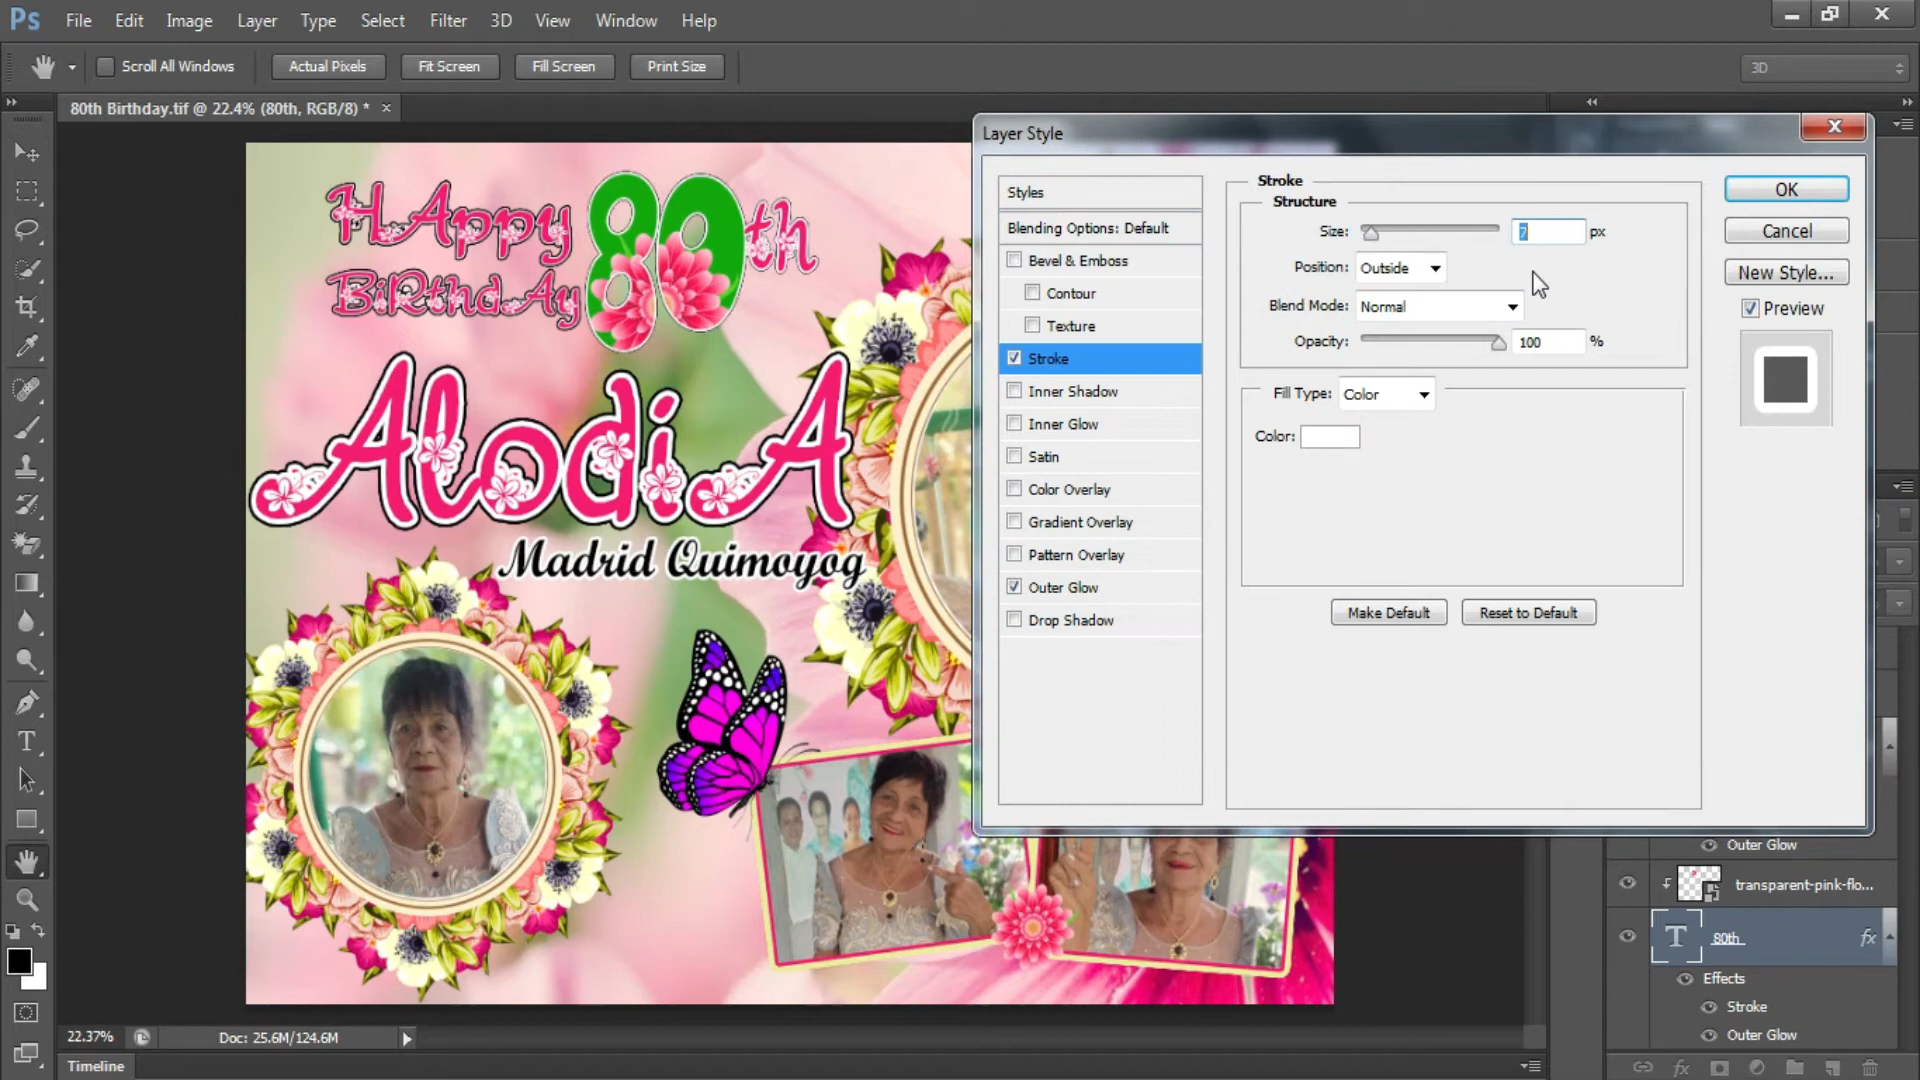 Ps File Edit Image Layer Type Select Filter 3D View Window Help
Scroll All Windows Actual Pixels Fit Screen Fill Screen Print Size 3D
80th Birthday.tif @ 22.4% (80th, RGB/8) *
HAppy 80th
BiRthdAy
AlodiA
Madrid Quimoyog
Layer Style
Styles
Blending Options: Default
Bevel & Emboss
Contour
Texture
Stroke
Inner Shadow
Inner Glow
Satin
Color Overlay
Gradient Overlay
Pattern Overlay
Outer Glow
Drop Shadow
Stroke
Structure
Size: 7 px
Position: Outside
Blend Mode: Normal
Opacity: 100 %
Fill Type: Color
Color:
Make Default Reset to Default
OK
Cancel
New Style...
Preview
Outer Glow
transparent-pink-flo...
T 80th fx
Effects
Stroke
Outer Glow
22.37% Doc: 25.6M/124.6M
Timeline